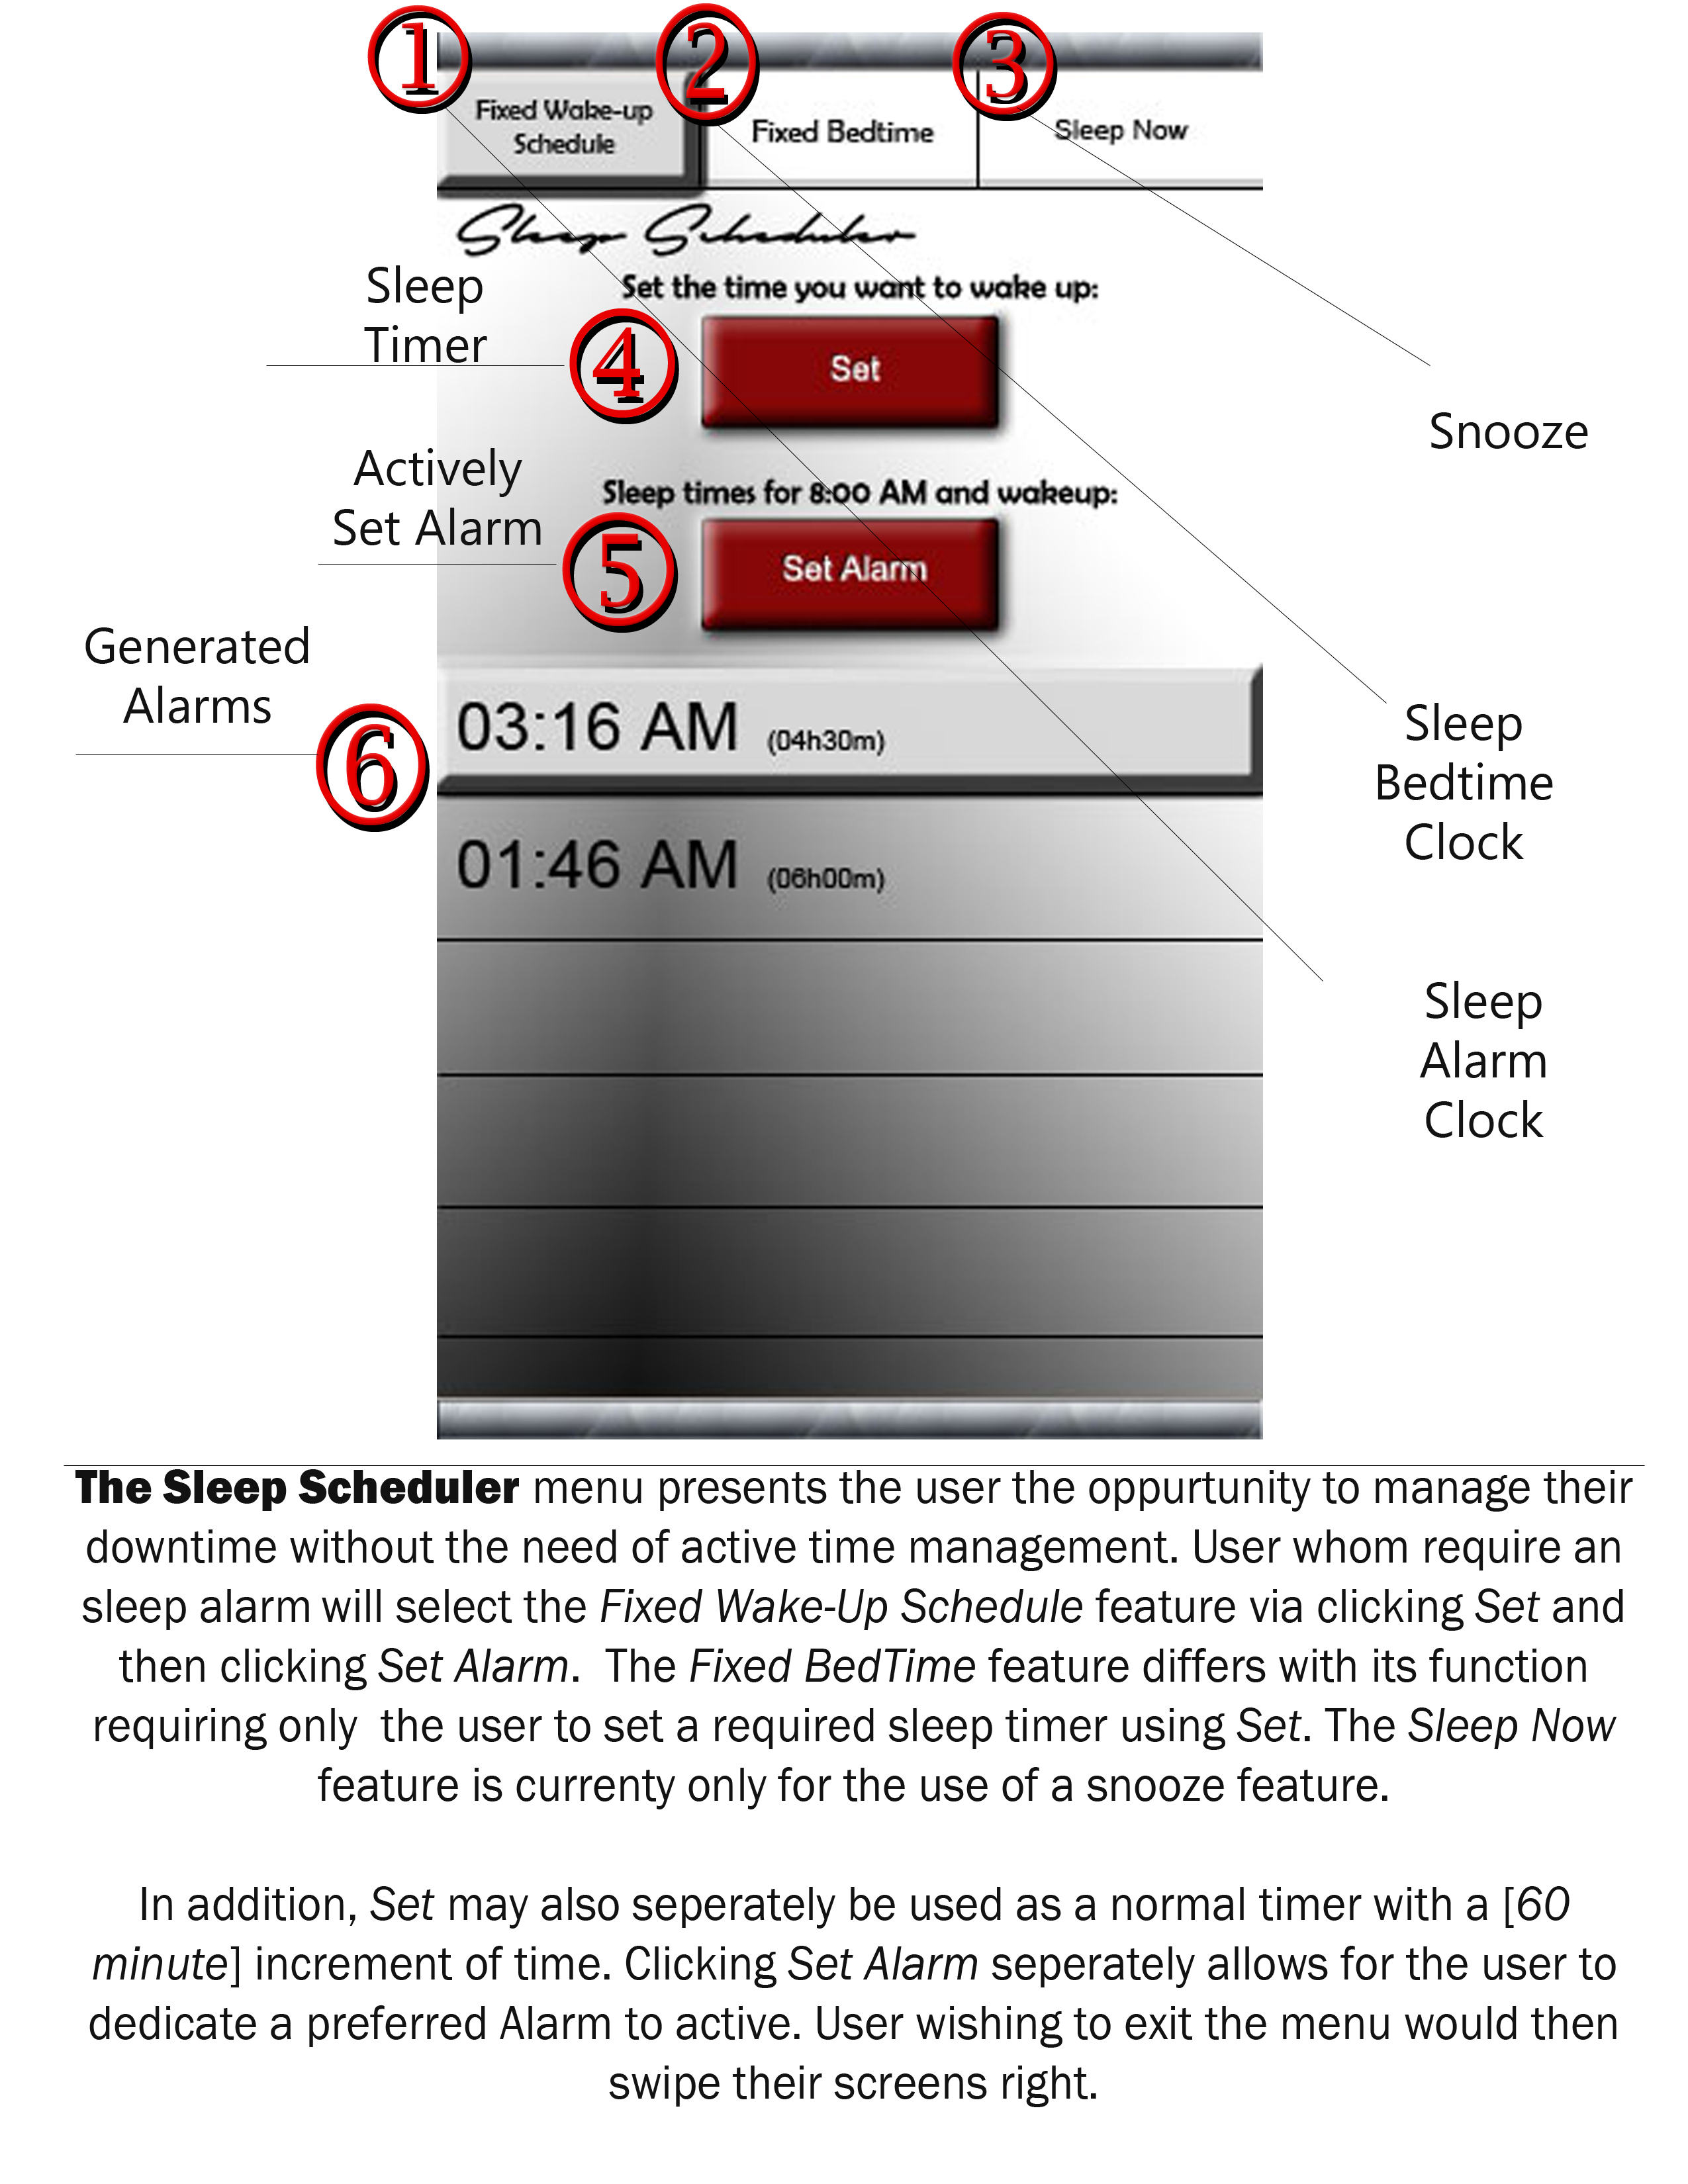 1
2
3
Fixed Wake-up
Schedule
Fixed Bedtime
Sleep Now
Sleep Scheduler
Set the time you want to wake up:
Sleep
Timer
4
Set
Snooze
Actively
Set Alarm
Sleep times for 8:00 AM and wakeup:
5
Set Alarm
Generated
Alarms
6
03:16 AM (04h30m)
Sleep
Bedtime
Clock
01:46 AM (06h00m)
Sleep
Alarm
Clock
The Sleep Scheduler menu presents the user the oppurtunity to manage their
downtime without the need of active time management. User whom require an
sleep alarm will select the Fixed Wake-Up Schedule feature via clicking Set and
then clicking Set Alarm.  The Fixed BedTime feature differs with its function
requiring only  the user to set a required sleep timer using Set. The Sleep Now
feature is currenty only for the use of a snooze feature.
In addition, Set may also seperately be used as a normal timer with a [60
minute] increment of time. Clicking Set Alarm seperately allows for the user to
dedicate a preferred Alarm to active. User wishing to exit the menu would then
swipe their screens right.